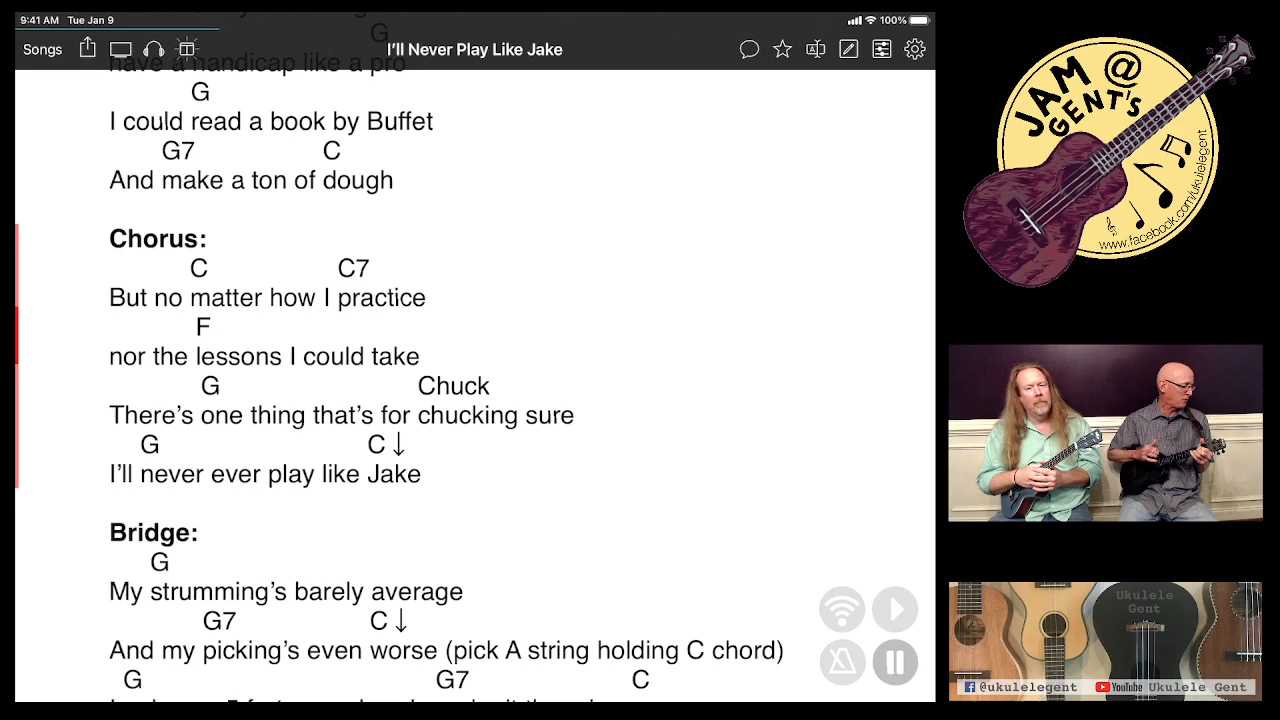 9:41 AM Tue Jan 9
100%
Songs
I'll Never Play Like Jake
G
have a handicap like a pro
G
I could read a book by Buffet
G7 C
And make a ton of dough
Chorus:
C C7
But no matter how I practice
F
nor the lessons I could take
G Chuck
There's one thing that's for chucking sure
G C↓
I'll never ever play like Jake
Bridge:
G
My strumming's barely average
G7 C↓
And my picking's even worse (pick A string holding C chord)
G G7 C
JAM @
GENT'S
www.facebook.com/ukulelegent
Ukulele
Gent
@ukulelegent YouTube Ukulele Gent